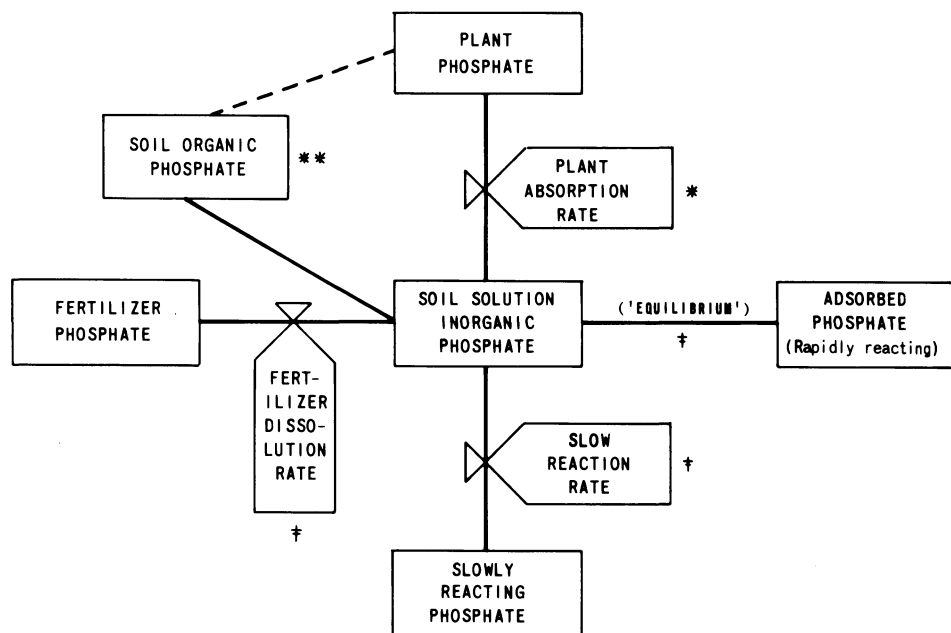 PLANT
PHOSPHATE
SOIL ORGANIC
PHOSPHATE
**
PLANT
ABSORPTION
RATE
*
FERTILIZER
PHOSPHATE
SOIL SOLUTION
INORGANIC
PHOSPHATE
('EQUILIBRIUM')
‡
ADSORBED
PHOSPHATE
(Rapidly reacting)
FERT-
ILIZER
DISSO-
LUTION
RATE
‡
SLOW
REACTION
RATE
‡
SLOWLY
REACTING
PHOSPHATE